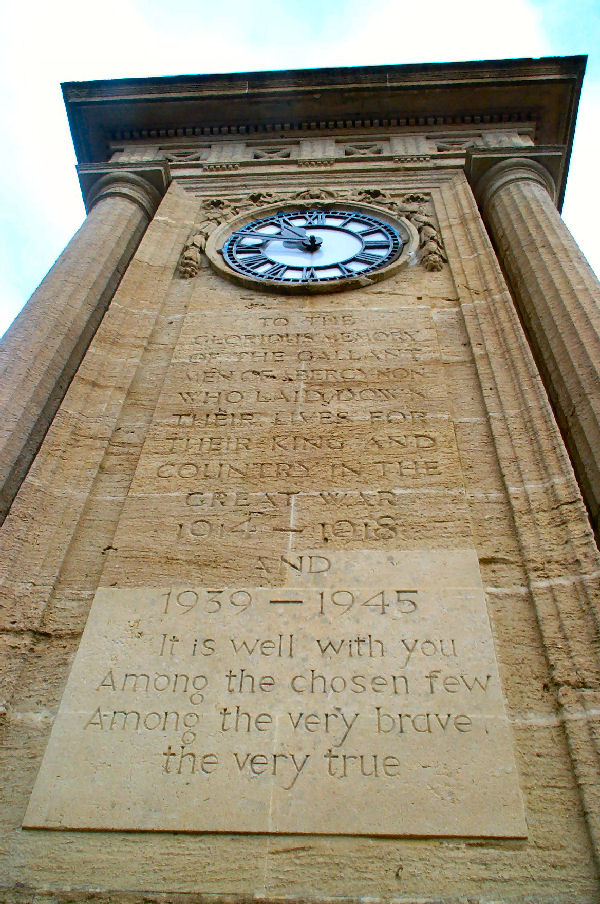 TO THE
GLORIOUS MEMORY
OF THE GALLANT
MEN OF ABERCYNON
WHO LAID DOWN
THEIR LIVES FOR
THEIR KING AND
COUNTRY IN THE
GREAT WAR
1914 – 1918
AND
1939 – 1945
It is well with you
Among the chosen few
Among the very brave
the very true